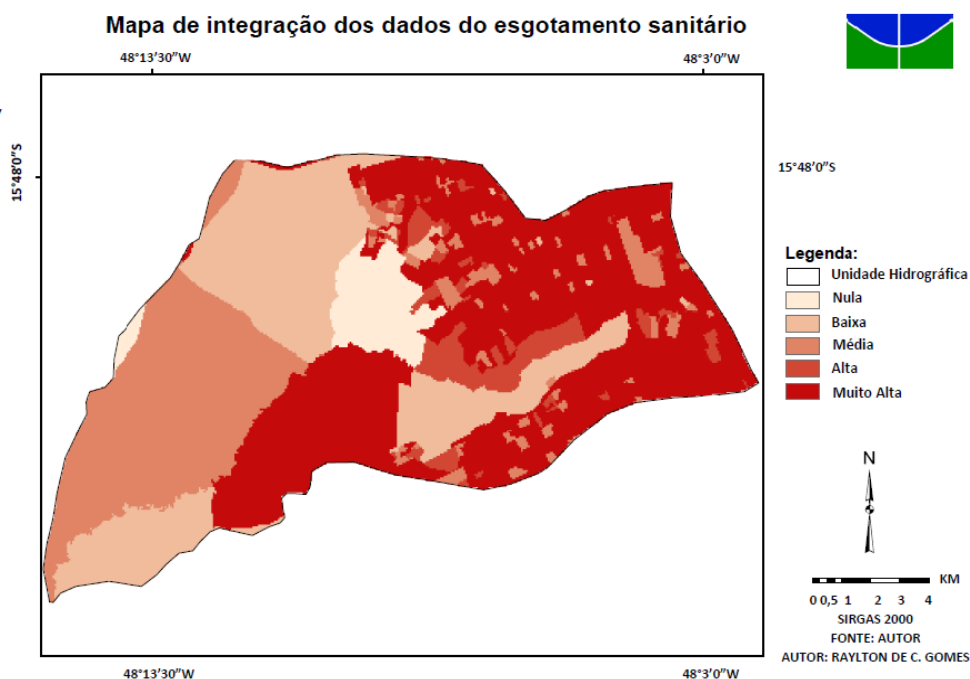 Mapa de integração dos dados do esgotamento sanitário
48°13'30"W
48°3'0"W
15°48'0"S
15°48'0"S
Legenda:
Unidade Hidrográfica
Nula
Baixa
Média
Alta
Muito Alta
N
KM
0 0,5 1 2 3 4
SIRGAS 2000
FONTE: AUTOR
AUTOR: RAYLTON DE C. GOMES
48°13'30"W
48°3'0"W